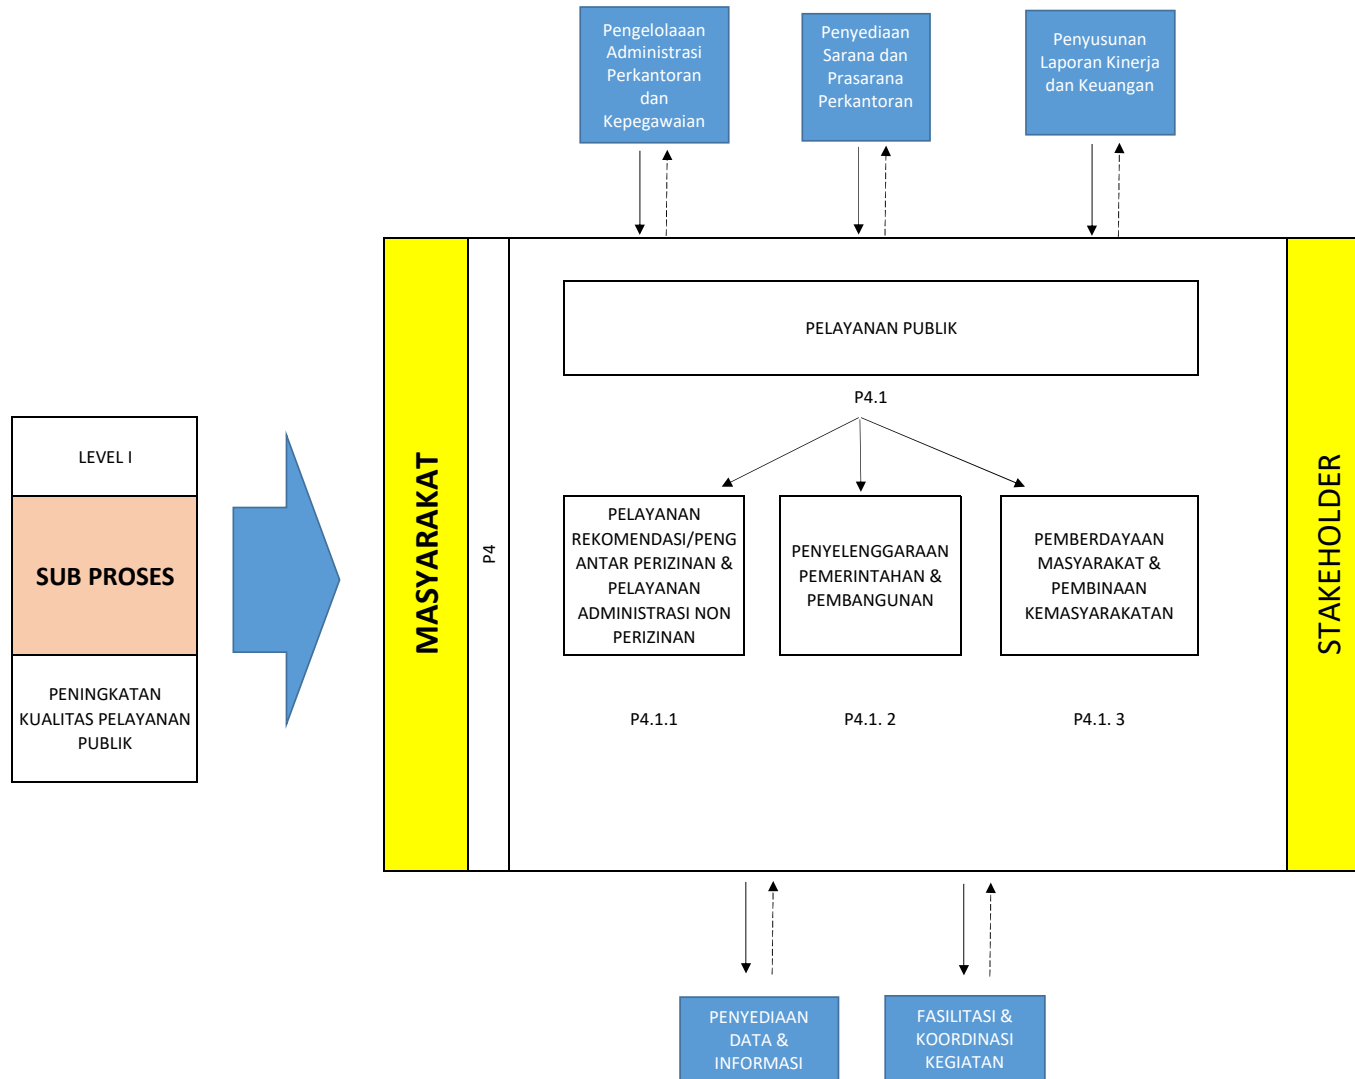 Pengelolaaan
Administrasi
Perkantoran
dan
Kepegawaian
Penyediaan
Sarana dan
Prasarana
Perkantoran
Penyusunan
Laporan Kinerja
dan Keuangan
LEVEL I
SUB PROSES
PENINGKATAN
KUALITAS PELAYANAN
PUBLIK
MASYARAKAT
P4
PELAYANAN PUBLIK
P4.1
PELAYANAN
REKOMENDASI/PENG
ANTAR PERIZINAN &
PELAYANAN
ADMINISTRASI NON
PERIZINAN
PENYELENGGARAAN
PEMERINTAHAN &
PEMBANGUNAN
PEMBERDAYAAN
MASYARAKAT &
PEMBINAAN
KEMASYARAKATAN
P4.1.1
P4.1. 2
P4.1. 3
STAKEHOLDER
PENYEDIAAN
DATA &
INFORMASI
FASILITASI &
KOORDINASI
KEGIATAN